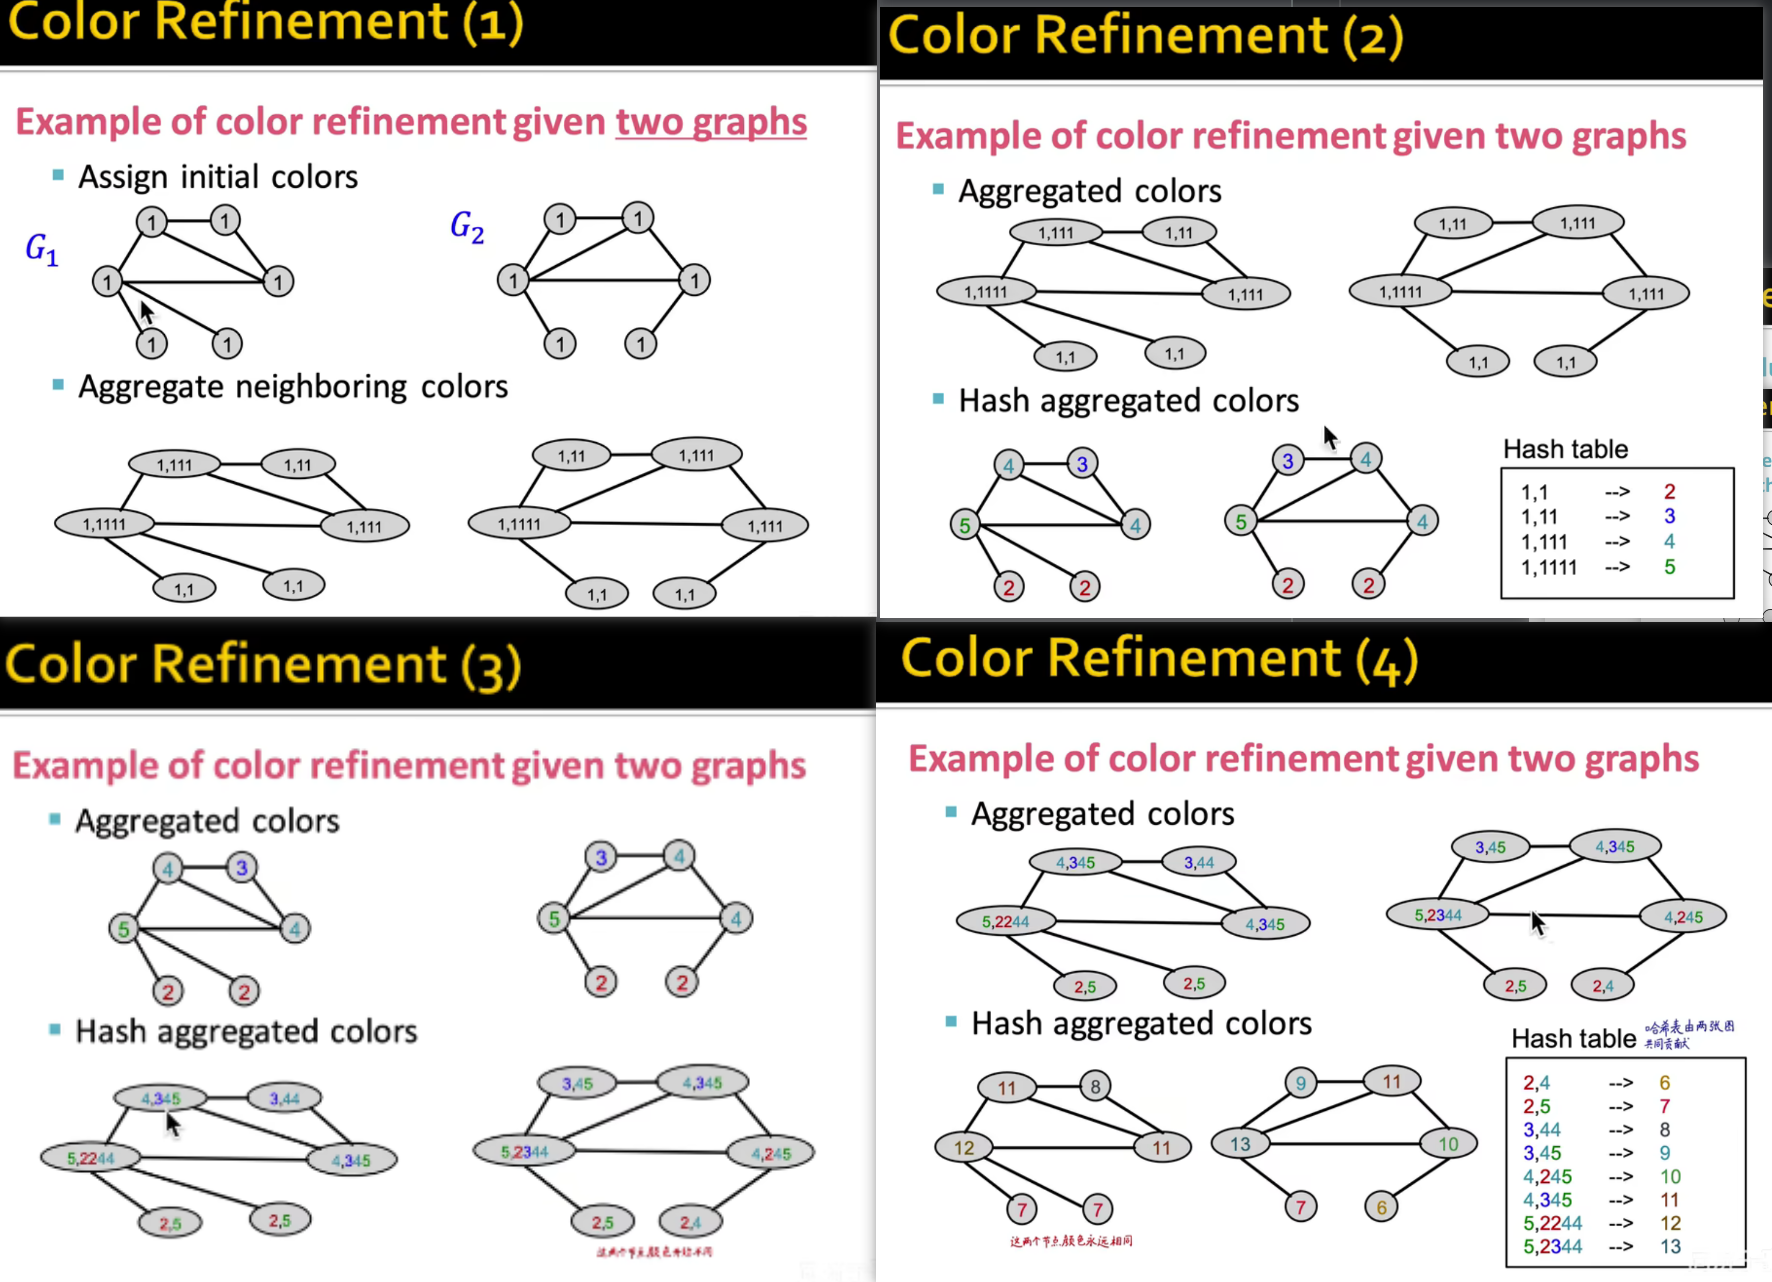 Color Refinement (1)
Example of color refinement given two graphs
Assign initial colors
G₁
1
1
1
1
1
1
G₂
1
1
1
1
1
1
Aggregate neighboring colors
1,111
1,11
1,1111
1,111
1,1
1,1
1,11
1,111
1,1111
1,111
1,1
1,1
Color Refinement (2)
Example of color refinement given two graphs
Aggregated colors
1,111
1,11
1,1111
1,111
1,1
1,1
1,11
1,111
1,1111
1,111
1,1
1,1
Hash aggregated colors
4
3
5
4
2
2
3
4
5
4
2
2
Hash table
1,1 --> 2
1,11 --> 3
1,111 --> 4
1,1111 --> 5
Color Refinement (3)
Example of color refinement given two graphs
Aggregated colors
4
3
5
4
2
2
3
4
5
4
2
2
Hash aggregated colors
4,345
3,44
5,2244
4,345
2,5
2,5
3,45
4,345
5,2344
4,245
2,5
2,4
这两个节点颜色开始不同
Color Refinement (4)
Example of color refinement given two graphs
Aggregated colors
4,345
3,44
5,2244
4,345
2,5
2,5
3,45
4,345
5,2344
4,245
2,5
2,4
Hash aggregated colors
11
8
12
11
7
7
这两个节点颜色永远相同
9
11
13
10
7
6
Hash table
哈希表由两张图
共同贡献
2,4 --> 6
2,5 --> 7
3,44 --> 8
3,45 --> 9
4,245 --> 10
4,345 --> 11
5,2244 --> 12
5,2344 --> 13